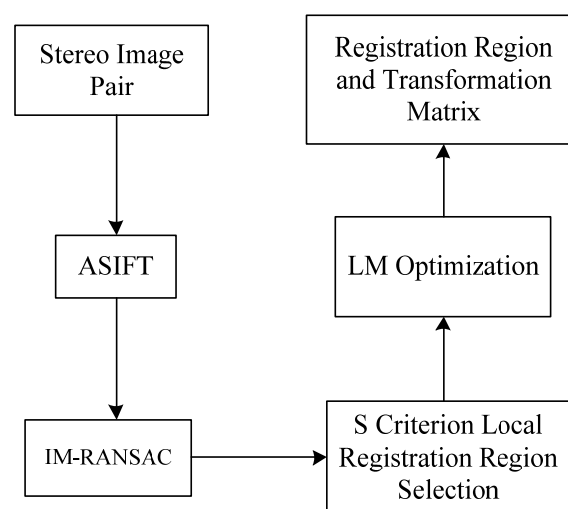 Stereo Image
Pair
ASIFT
IM-RANSAC
S Criterion Local
Registration Region
Selection
LM Optimization
Registration Region
and Transformation
Matrix